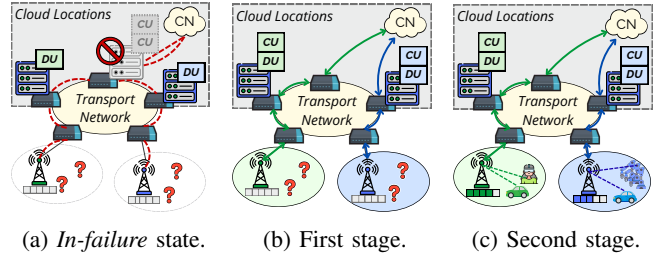 Cloud Locations
CU
CU
CN
DU
DU
Transport
Network
? ? ?
? ? ?
(a) In-failure state.
Cloud Locations
CN
CU
DU
CU
DU
Transport
Network
? ? ?
? ? ?
(b) First stage.
Cloud Locations
CN
CU
DU
CU
DU
Transport
Network
(c) Second stage.